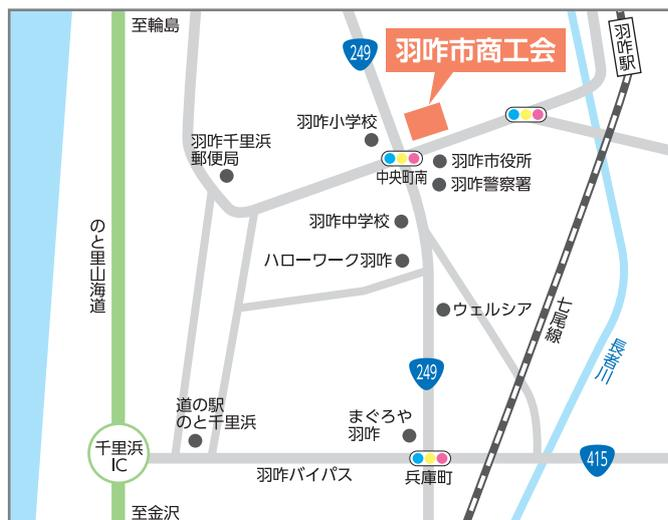 至輪島
羽咋駅
249
羽咋市商工会
羽咋小学校
羽咋千里浜
郵便局
中央町南
羽咋市役所
羽咋警察署
羽咋中学校
のと里山海道
ハローワーク羽咋
ウェルシア
七尾線
長者川
249
道の駅
のと千里浜
まぐろや
羽咋
千里浜
IC
羽咋バイパス
兵庫町
415
至金沢